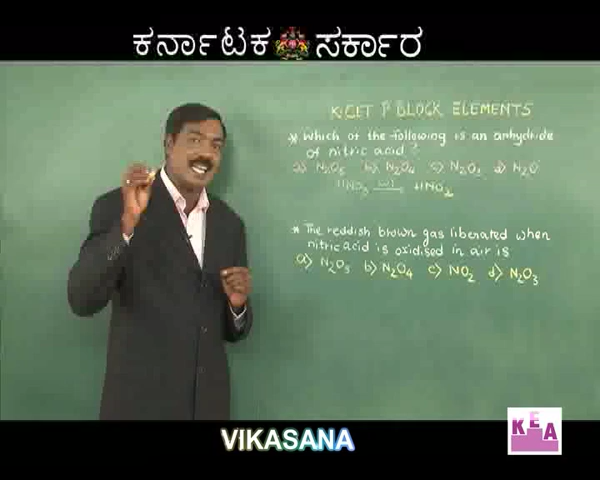 ಕರ್ನಾಟಕ ಸರ್ಕಾರ
K.CET P BLOCK ELEMENTS
* Which of the following is an anhydride
of nitric acid ?
a) N2O5 b) N2O4 c) N2O3 d) N2O
* The reddish brown gas liberated when
nitric acid is oxidised in air is
a) N2O5 b) N2O4 c) NO2 d) N2O3
KEA
VIKASANA